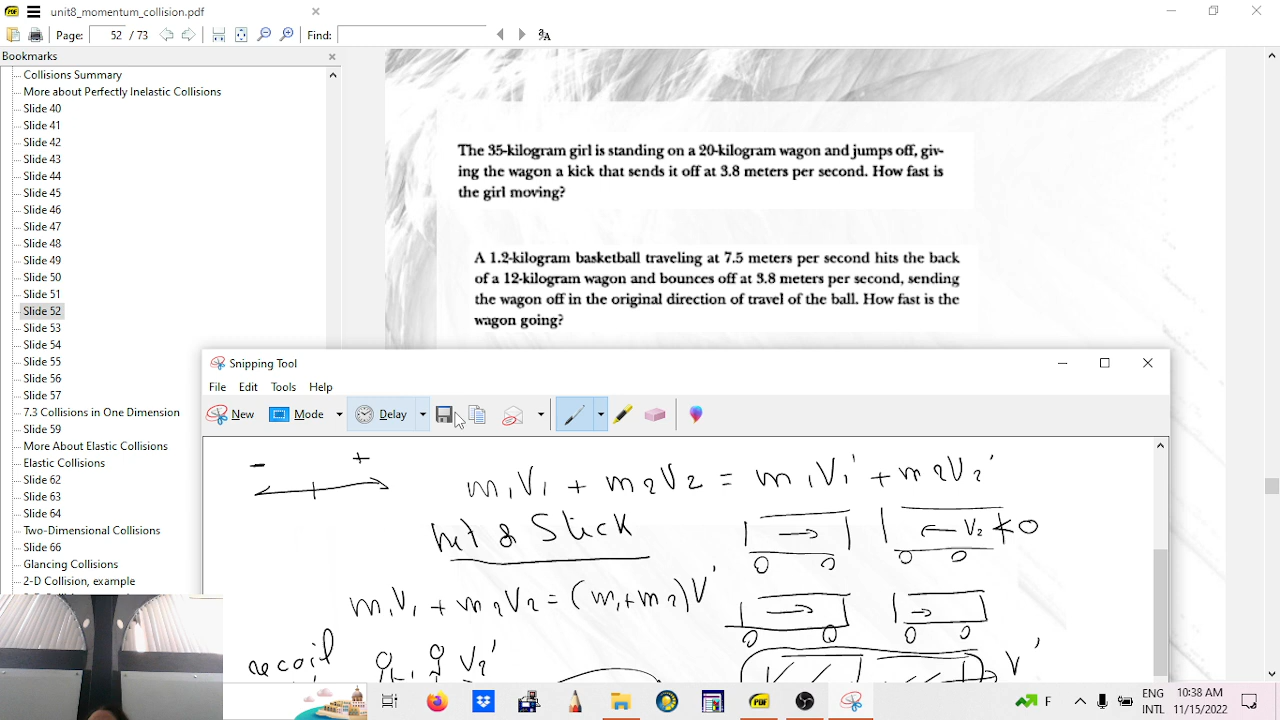 unit8_momentum_collision.pdf
Page: 52 / 73 Find:
Bookmarks
Collisions Summary
More about Perfectly Inelastic Collisions
Slide 40
Slide 41
Slide 42
Slide 43
Slide 44
Slide 45
Slide 46
Slide 47
Slide 48
Slide 49
Slide 50
Slide 51
Slide 52
Slide 53
Slide 54
Slide 55
Slide 56
Slide 57
7.3 Collisions in One Dimension
Slide 59
More About Elastic Collisions
Elastic Collisions
Slide 62
Slide 63
Slide 64
Two-Dimensional Collisions
Slide 66
Glancing Collisions
2-D Collision, example
The 35-kilogram girl is standing on a 20-kilogram wagon and jumps off, giv-
ing the wagon a kick that sends it off at 3.8 meters per second. How fast is
the girl moving?
A 1.2-kilogram basketball traveling at 7.5 meters per second hits the back
of a 12-kilogram wagon and bounces off at 3.8 meters per second, sending
the wagon off in the original direction of travel of the ball. How fast is the
wagon going?
Snipping Tool
File Edit Tools Help
New Mode Delay
- +
m1V1 + m2V2 = m1V1' + m2V2'
hit & Stick
V2 < 0
m1V1 + m2V2 = (m1+m2)V'
recoil
V2'
V'
F
ENG
INTL
10:38 AM
11/15/2022